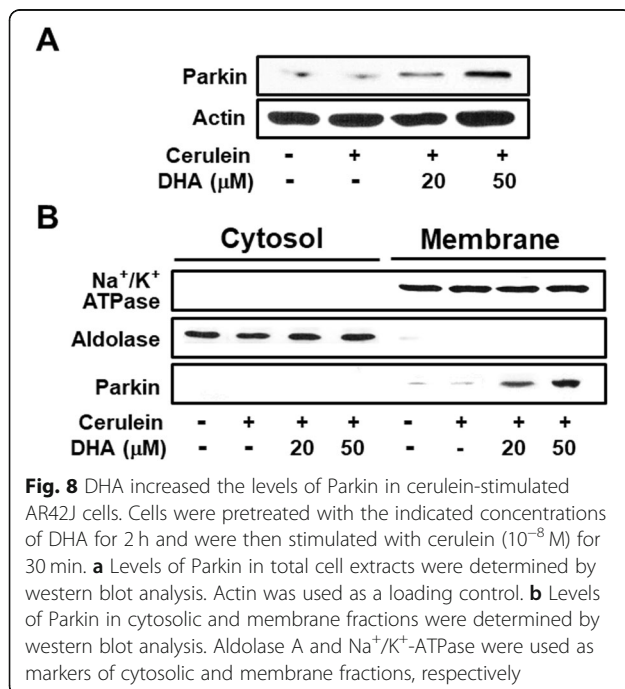 A
Parkin
Actin
Cerulein - + + +
DHA (μM) - - 20 50
B
Cytosol Membrane
Na⁺/K⁺
ATPase
Aldolase
Parkin
Cerulein - + + + - + + +
DHA (μM) - - 20 50 - - 20 50
Fig. 8 DHA increased the levels of Parkin in cerulein-stimulated
AR42J cells. Cells were pretreated with the indicated concentrations
of DHA for 2 h and were then stimulated with cerulein (10⁻⁸ M) for
30 min. a Levels of Parkin in total cell extracts were determined by
western blot analysis. Actin was used as a loading control. b Levels
of Parkin in cytosolic and membrane fractions were determined by
western blot analysis. Aldolase A and Na⁺/K⁺-ATPase were used as
markers of cytosolic and membrane fractions, respectively